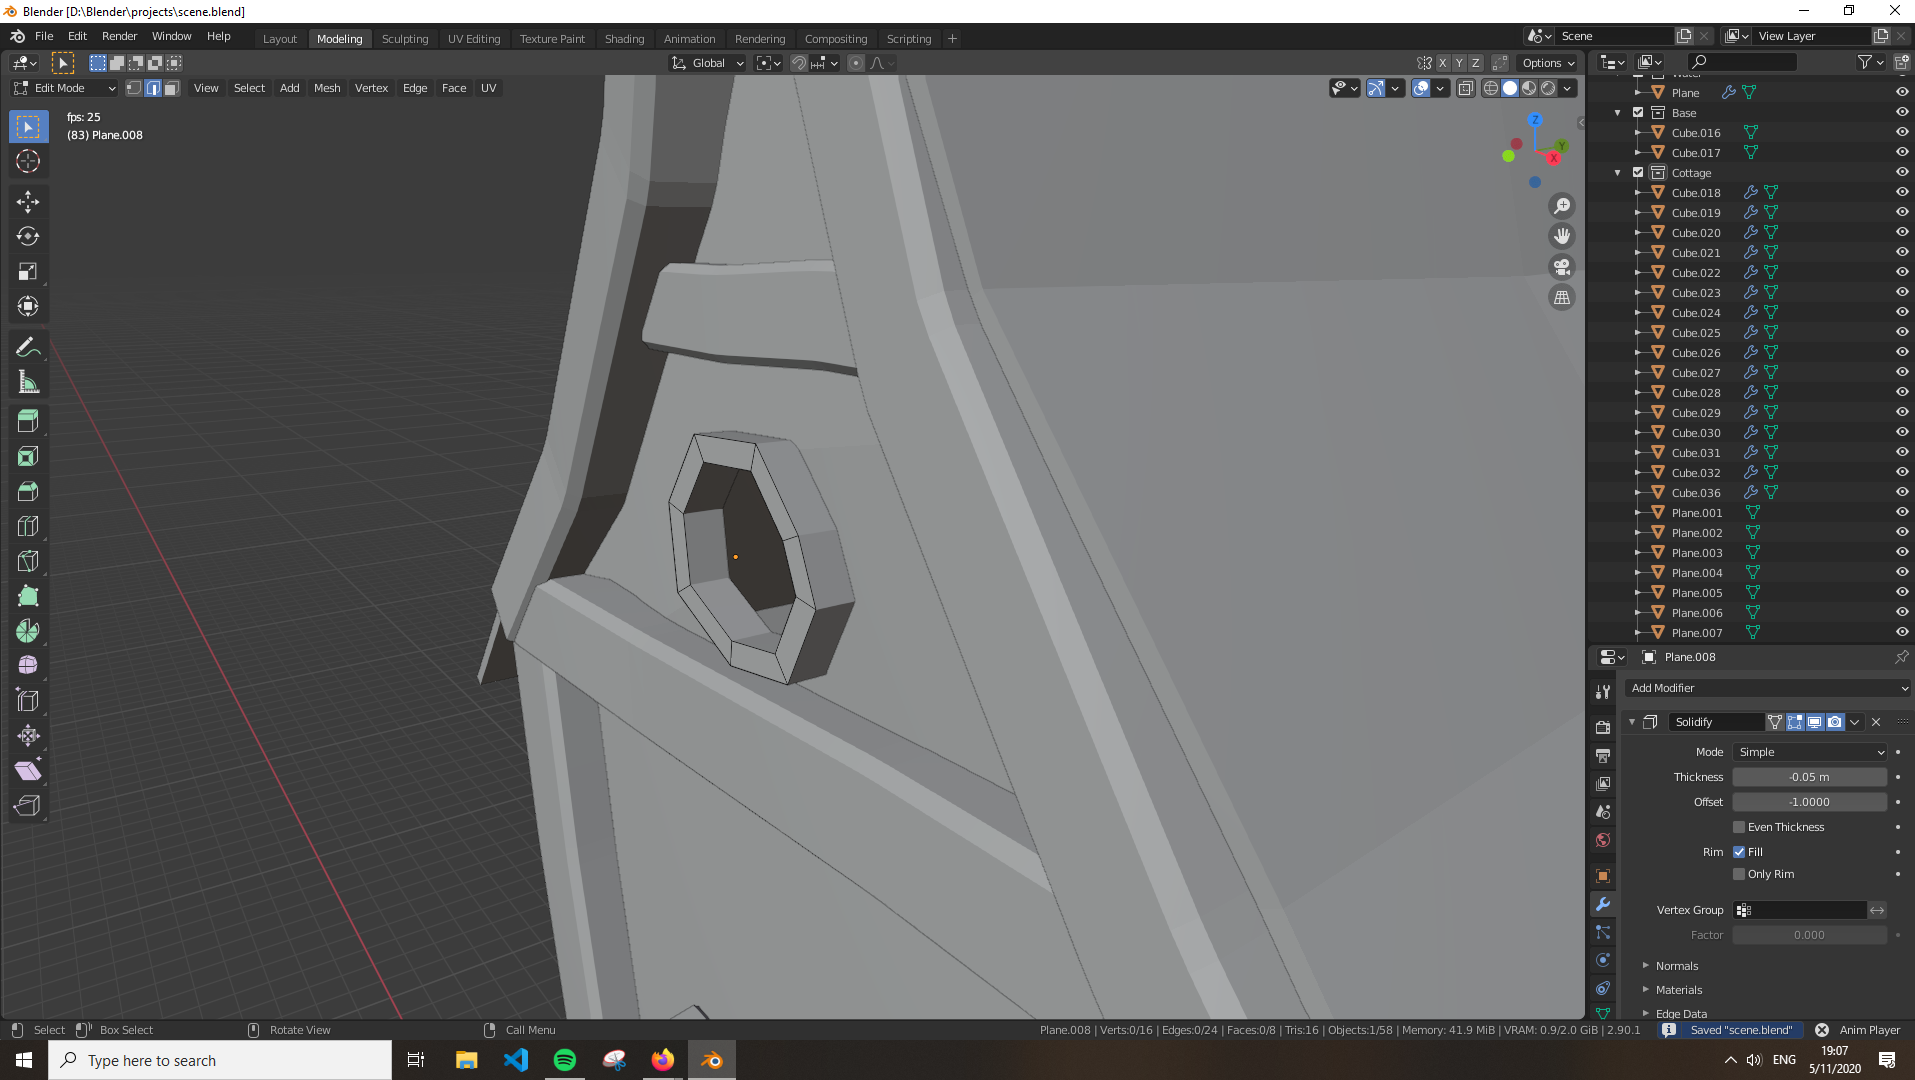 Blender [D:\Blender\projects\scene.blend]
File Edit Render Window Help Layout Modeling Sculpting UV Editing Texture Paint Shading Animation Rendering Compositing Scripting + Scene View Layer
Global X Y Z Options
Edit Mode View Select Add Mesh Vertex Edge Face UV
fps: 25
(83) Plane.008
Z
Y
X
Water
Plane
Base
Cube.016
Cube.017
Cottage
Cube.018
Cube.019
Cube.020
Cube.021
Cube.022
Cube.023
Cube.024
Cube.025
Cube.026
Cube.027
Cube.028
Cube.029
Cube.030
Cube.031
Cube.032
Cube.036
Plane.001
Plane.002
Plane.003
Plane.004
Plane.005
Plane.006
Plane.007
Plane.008
Add Modifier
Solidify
Mode Simple
Thickness -0.05 m
Offset -1.0000
Even Thickness
Rim Fill
Only Rim
Vertex Group
Factor 0.000
Normals
Materials
Edge Data
Select Box Select Rotate View Call Menu Plane.008 | Verts:0/16 | Edges:0/24 | Faces:0/8 | Tris:16 | Objects:1/58 | Memory: 41.9 MiB | VRAM: 0.9/2.0 GiB | 2.90.1 Saved "scene.blend" Anim Player
Type here to search
ENG
19:07
5/11/2020